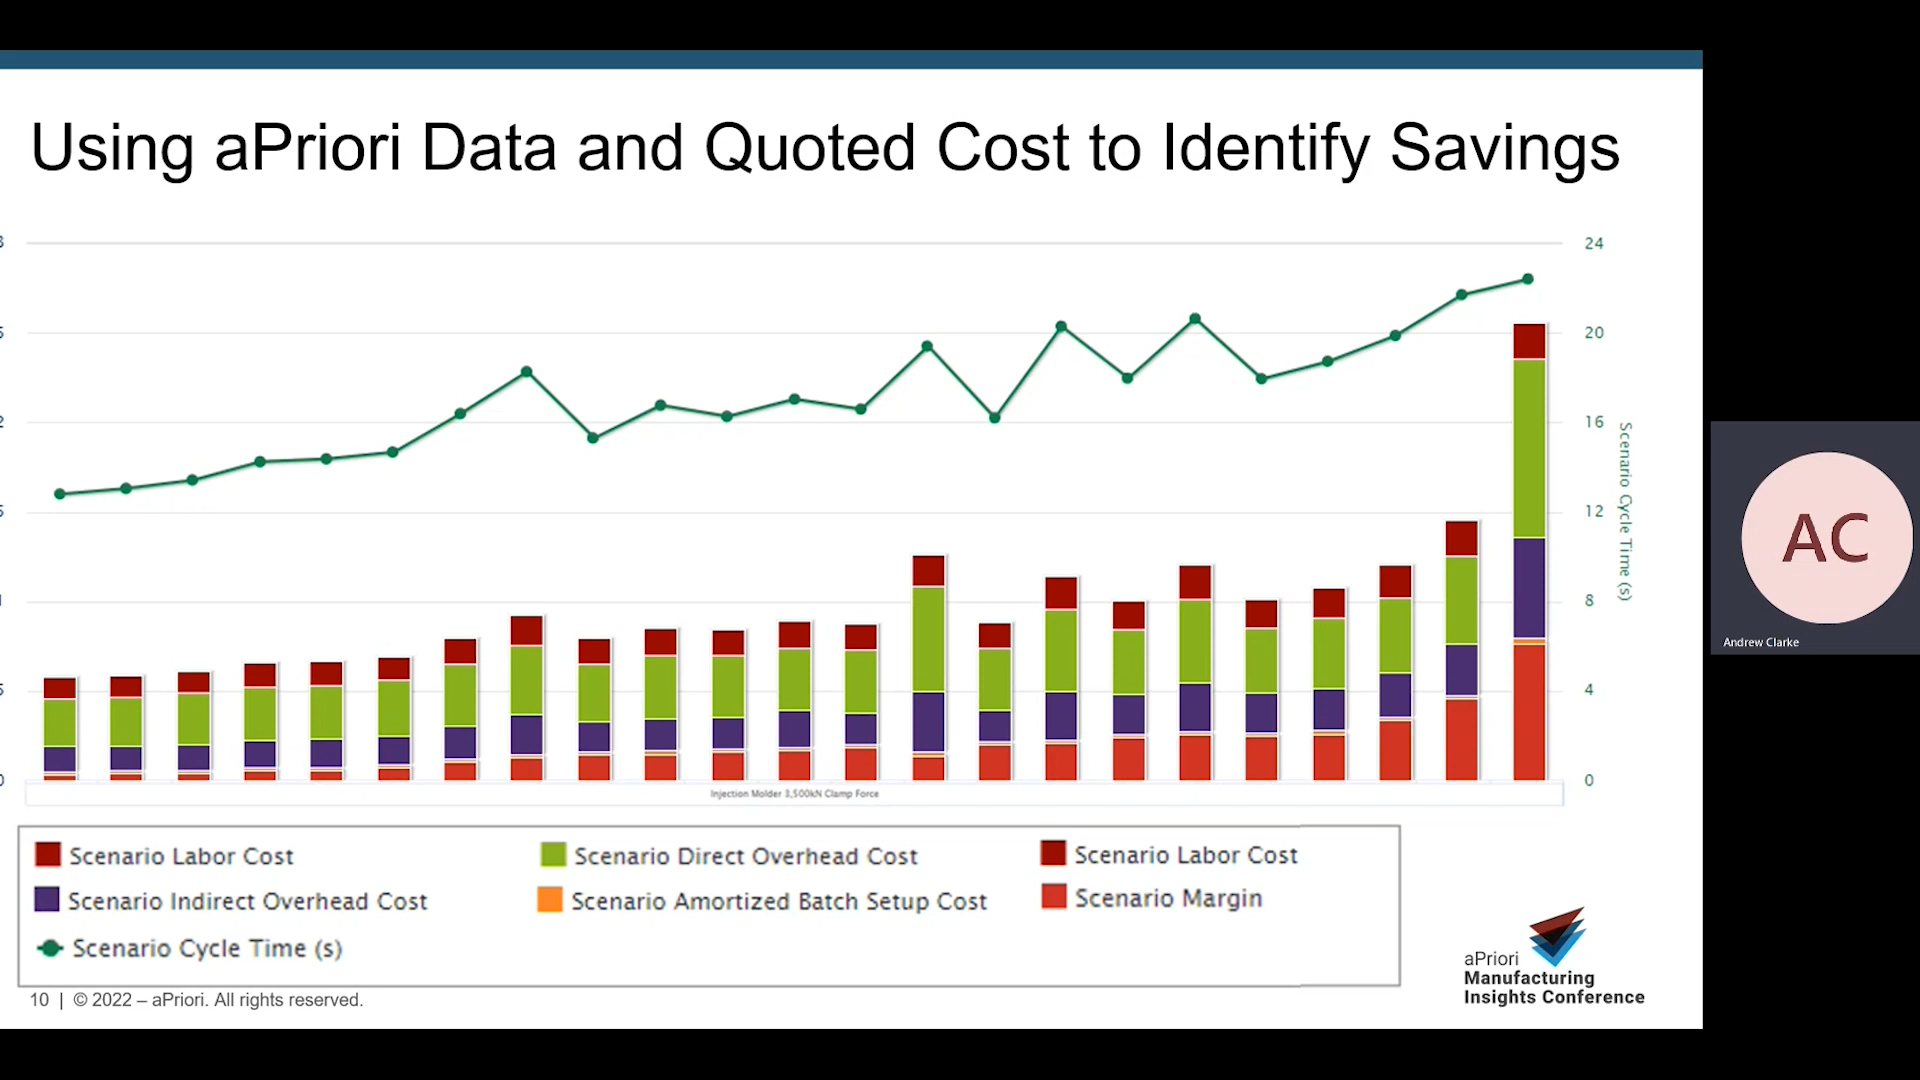 Using aPriori Data and Quoted Cost to Identify Savings
24
20
16
12
8
4
0
Scenario Cycle Time (s)
Injection Molder 3,500kN Clamp Force
Scenario Labor Cost
Scenario Direct Overhead Cost
Scenario Labor Cost
Scenario Indirect Overhead Cost
Scenario Amortized Batch Setup Cost
Scenario Margin
Scenario Cycle Time (s)
10 | © 2022 – aPriori. All rights reserved.
aPriori
Manufacturing
Insights Conference
AC
Andrew Clarke